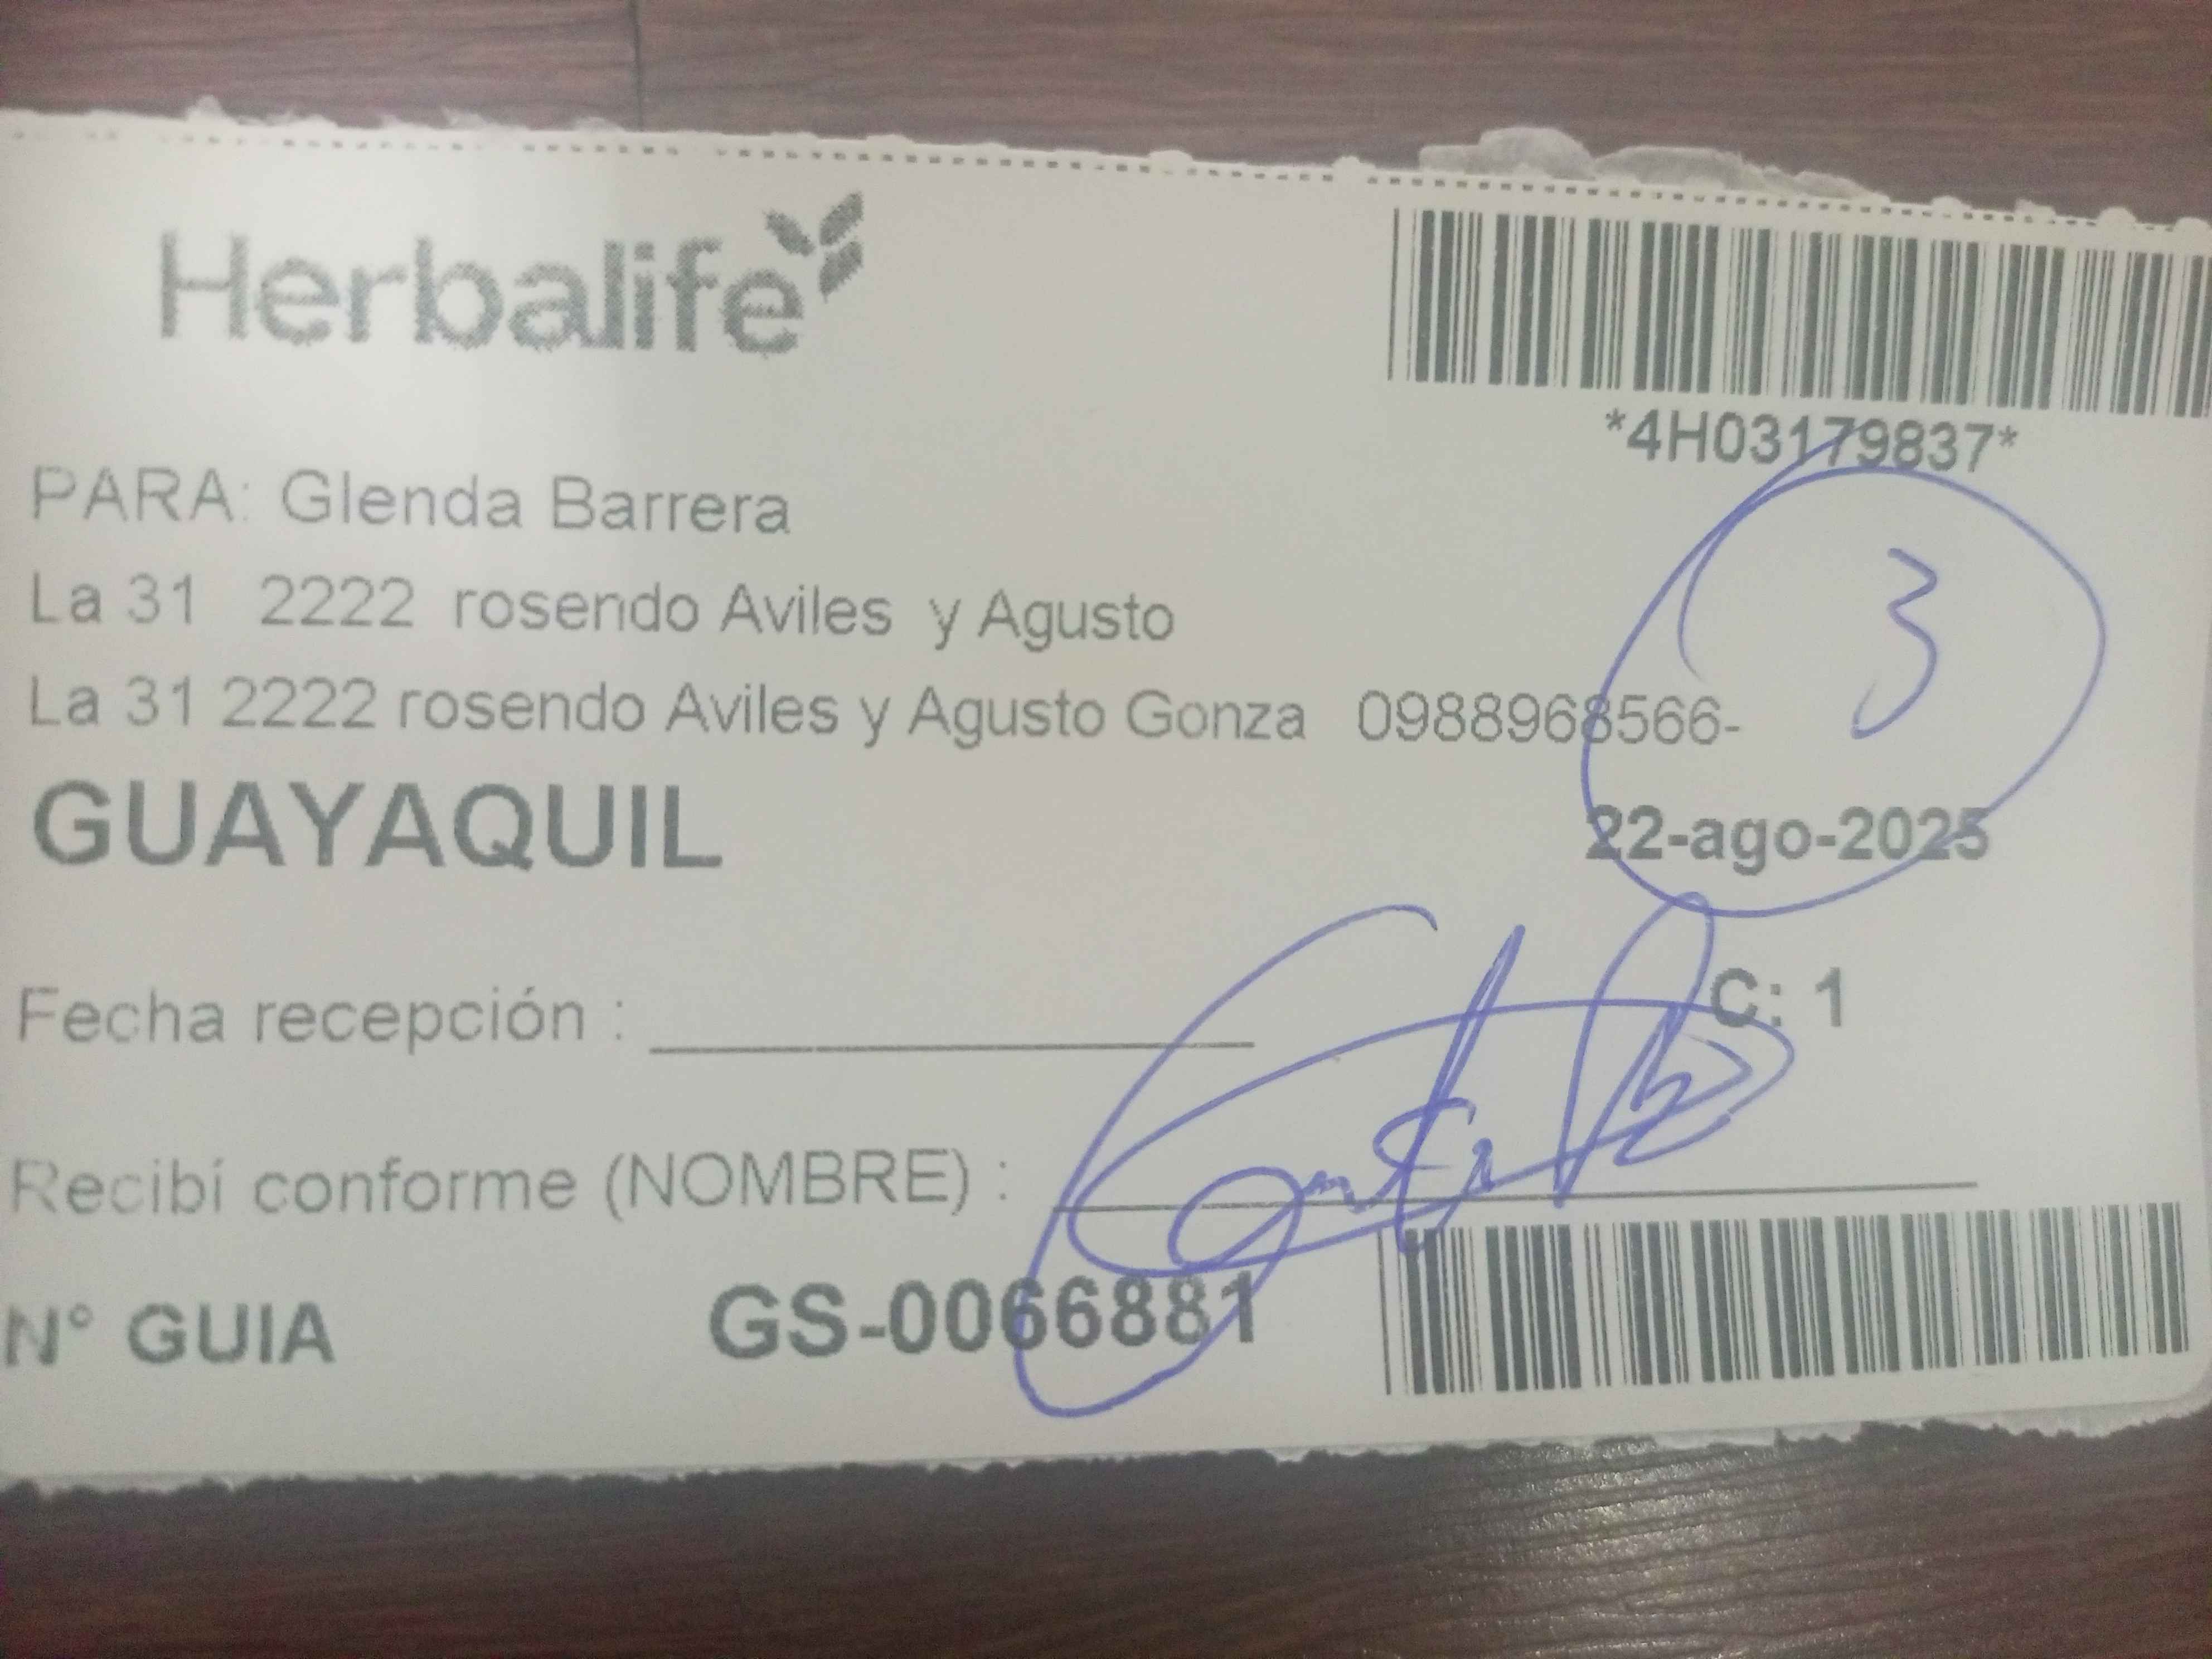 Herbalife
*4H03179837*
PARA: Glenda Barrera
La 31 2222 rosendo Aviles y Agusto
La 31 2222 rosendo Aviles y Agusto Gonza 0988968566-
3
GUAYAQUIL
22-ago-2025
C: 1
Fecha recepción :
Recibí conforme (NOMBRE) :
N° GUIA GS-0066881